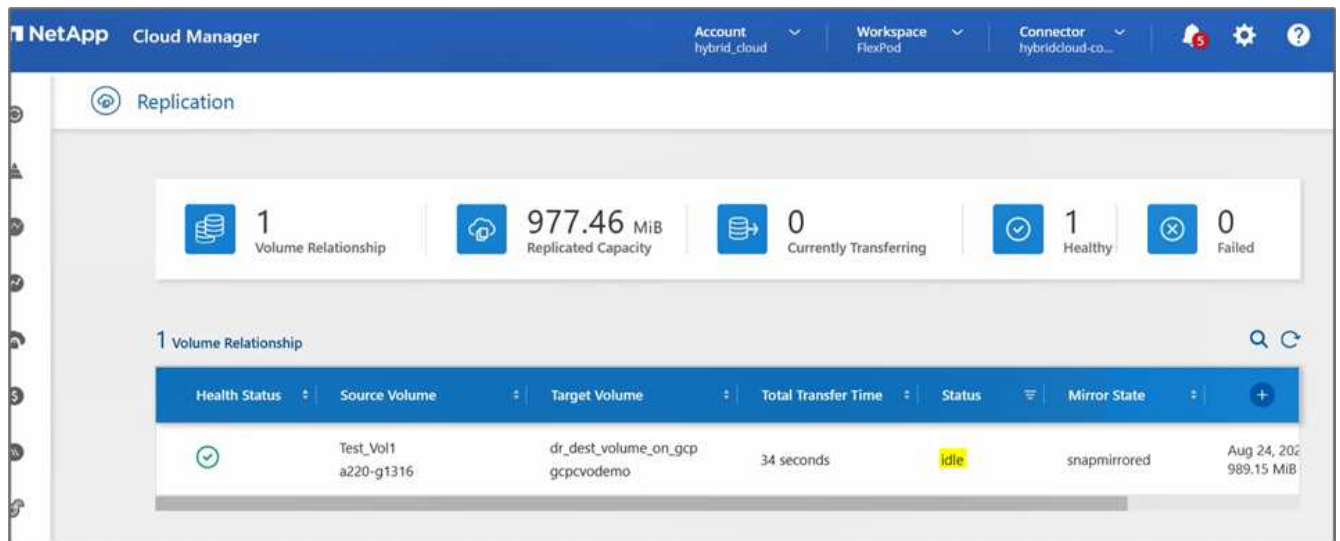 NetApp Cloud Manager
Account
hybrid_cloud
Workspace
FlexPod
Connector
hybridcloud-co...
5
?
Replication
1
Volume Relationship
977.46 MiB
Replicated Capacity
0
Currently Transferring
1
Healthy
0
Failed
1 Volume Relationship
Health Status Source Volume Target Volume Total Transfer Time Status Mirror State
Test_Vol1
a220-g1316
dr_dest_volume_on_gcp
gcpcvodemo
34 seconds
idle
snapmirrored
Aug 24, 202
989.15 MiB